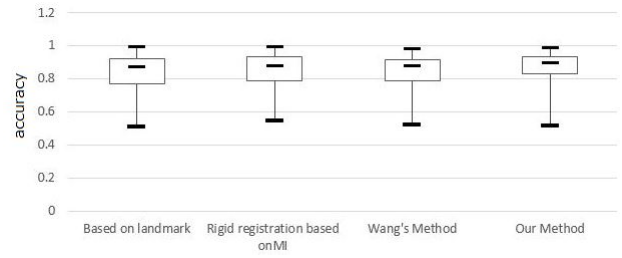 1.2
1
0.8
0.6
0.4
0.2
0
accuracy
Based on landmark
Rigid registration based
onMI
Wang's Method
Our Method